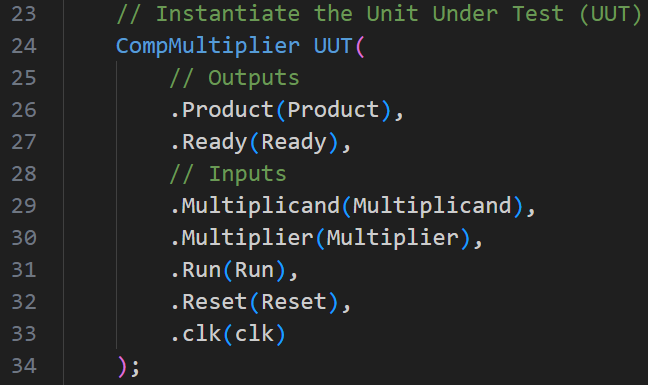 23 // Instantiate the Unit Under Test (UUT)
24 CompMultiplier UUT(
25 // Outputs
26 .Product(Product),
27 .Ready(Ready),
28 // Inputs
29 .Multiplicand(Multiplicand),
30 .Multiplier(Multiplier),
31 .Run(Run),
32 .Reset(Reset),
33 .clk(clk)
34 );